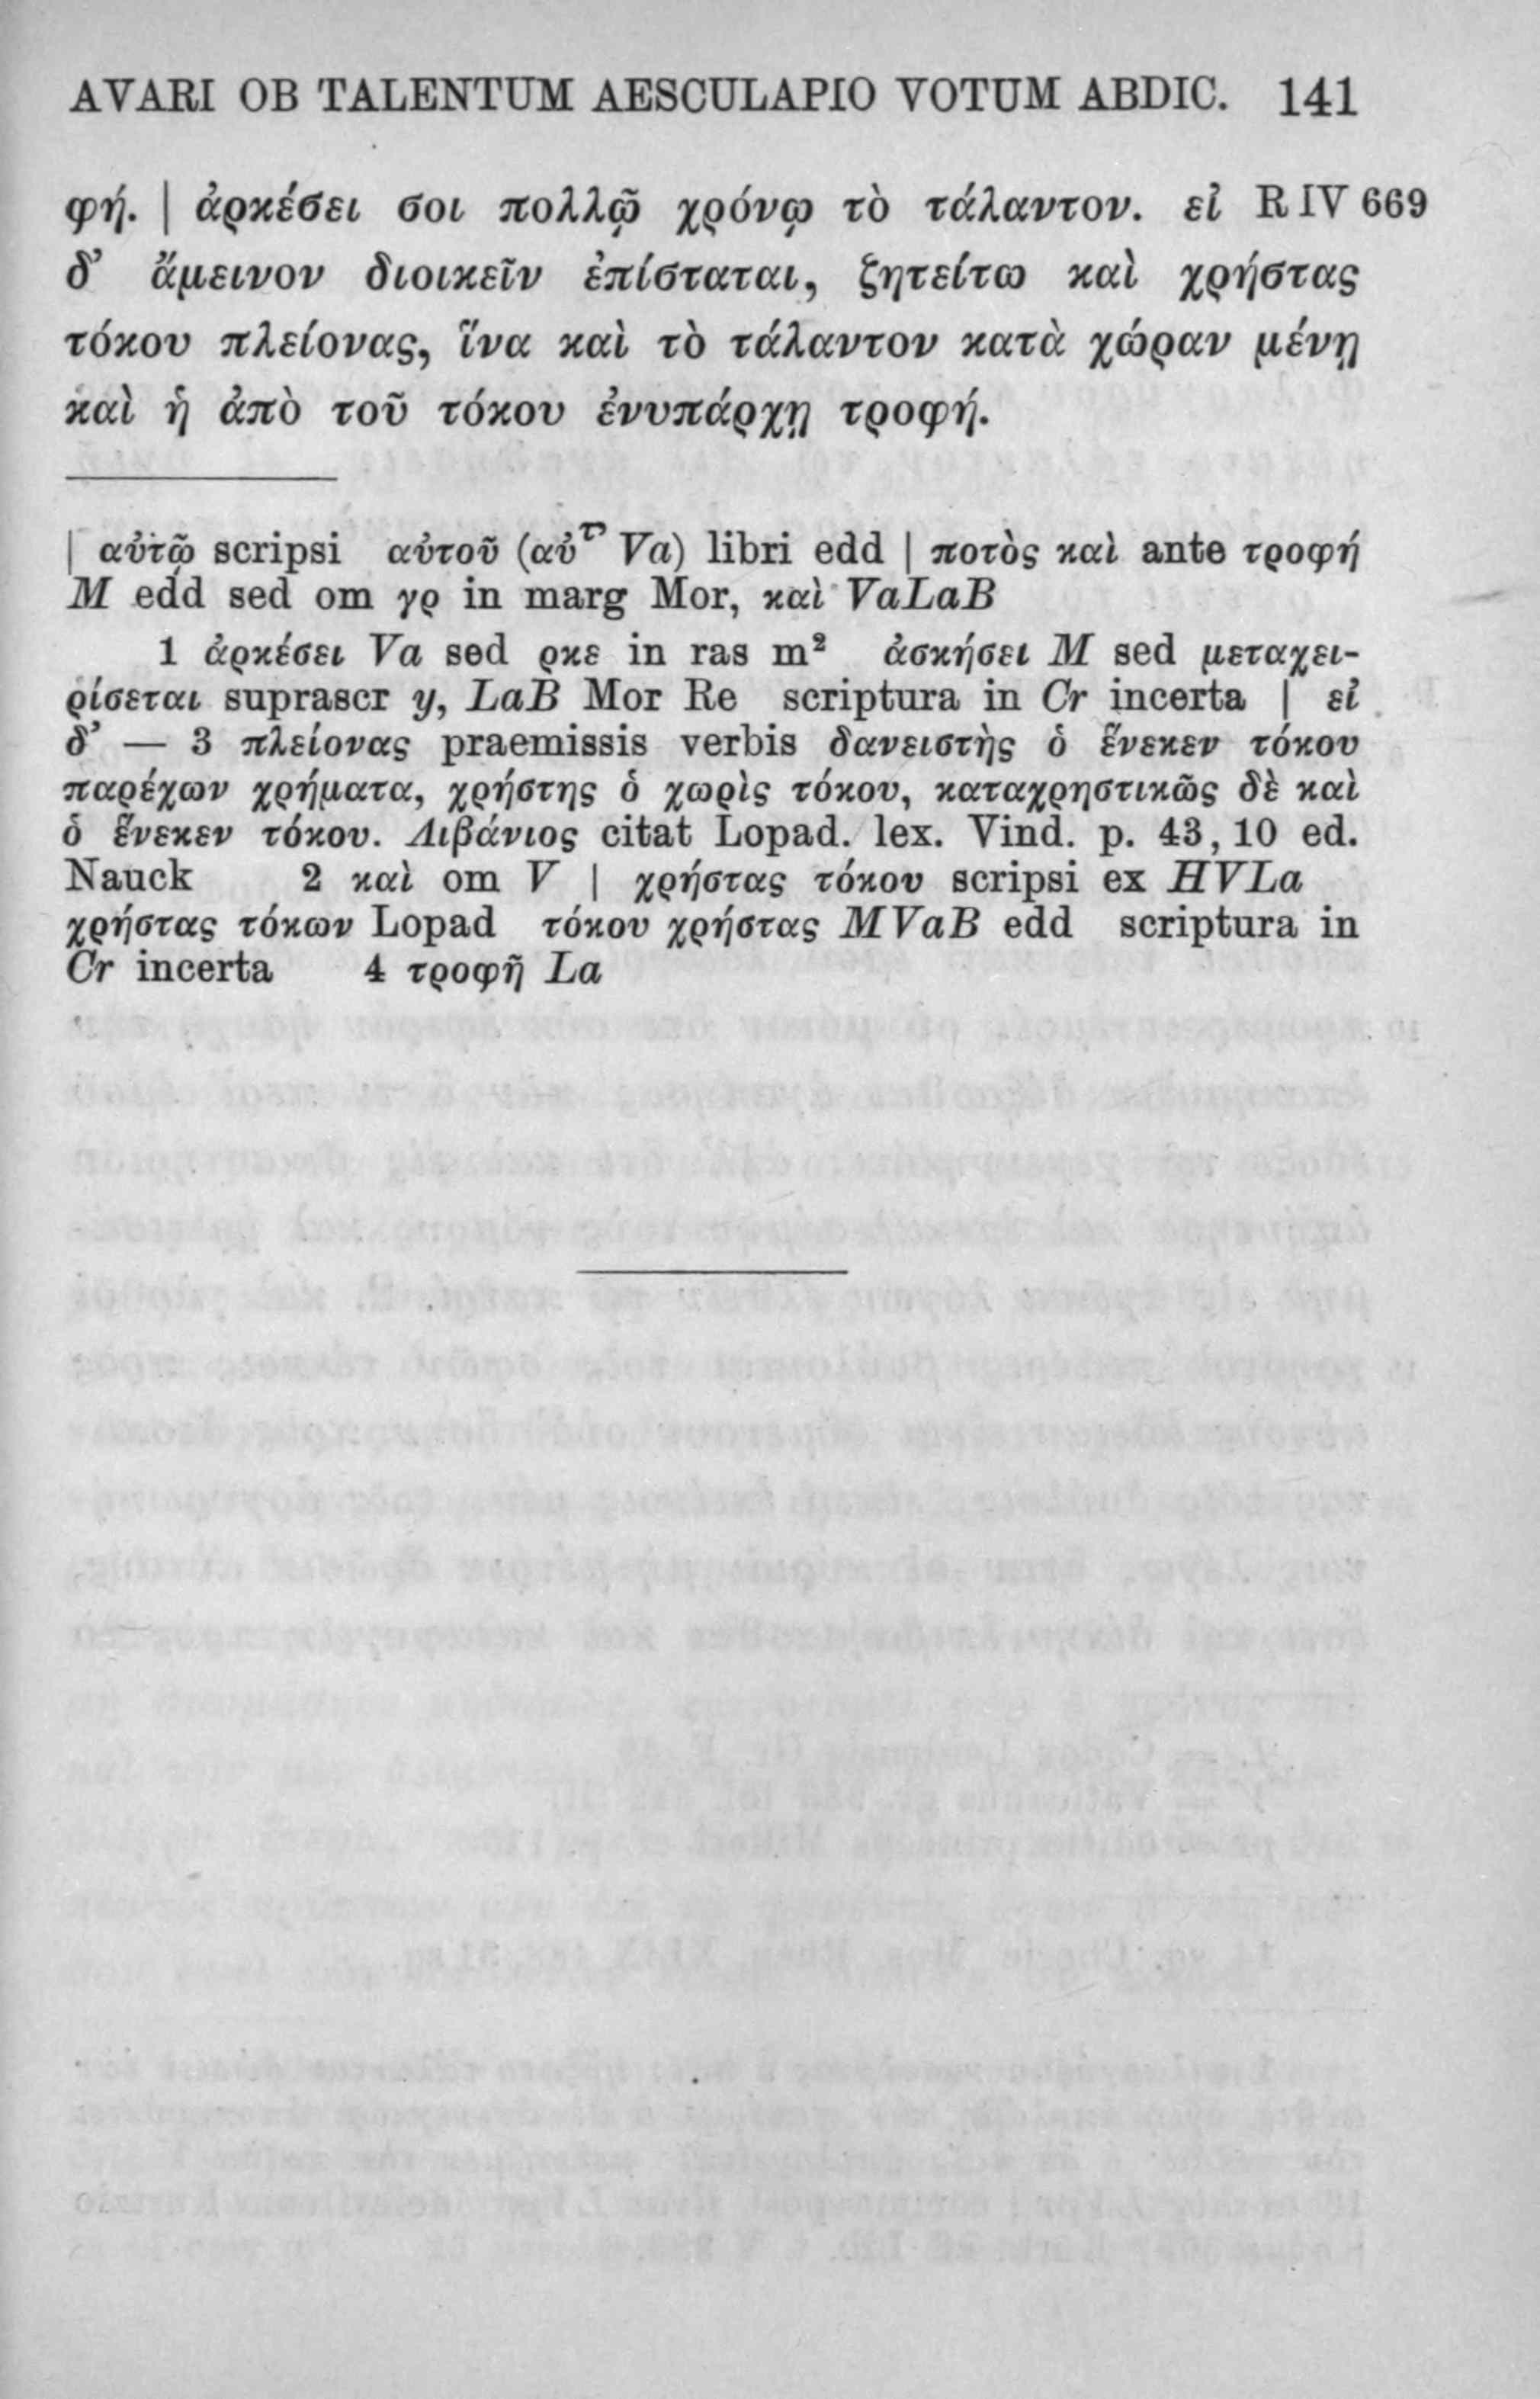 AVARI OB TALENTUM AESCULAPIO VOTUM ABDIC. 141
φή. | ἀρκέσει σοι πολλῷ χρόνῳ τὸ τάλαντον. εἰ R IV 669
δ’ ἄμεινον διοικεῖν ἐπίσταται, ζητείτω καὶ χρήστας
τόκου πλείονας, ἵνα καὶ τὸ τάλαντον κατὰ χώραν μένῃ
καὶ ἡ ἀπὸ τοῦ τόκου ἐνυπάρχῃ τροφή.
| αὐτῷ scripsi αὐτοῦ (αὐτ Va) libri edd | ποτὸς καὶ ante τροφή
M edd sed om γρ in marg Mor, καὶ VaLaB
1 ἀρκέσει Va sed ρκε in ras m² ἀσκήσει M sed μεταχει-
ρίσεται suprascr y, LaB Mor Re scriptura in Cr incerta | εἰ
δ’ — 3 πλείονας praemissis verbis δανειστὴς ὁ ἕνεκεν τόκου
παρέχων χρήματα, χρήστης ὁ χωρὶς τόκου, καταχρηστικῶς δὲ καὶ
ὁ ἕνεκεν τόκου. Λιβάνιος citat Lopad. lex. Vind. p. 43, 10 ed.
Nauck 2 καὶ om V | χρήστας τόκου scripsi ex HVLa
χρήστας τόκων Lopad τόκου χρήστας MVaB edd scriptura in
Cr incerta 4 τροφῇ La